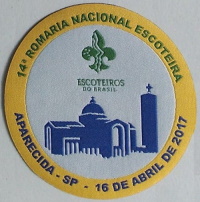 14ª ROMARIA NACIONAL ESCOTEIRA
ESCOTEIROS
DO BRASIL
APARECIDA - SP - 16 DE ABRIL DE 2017